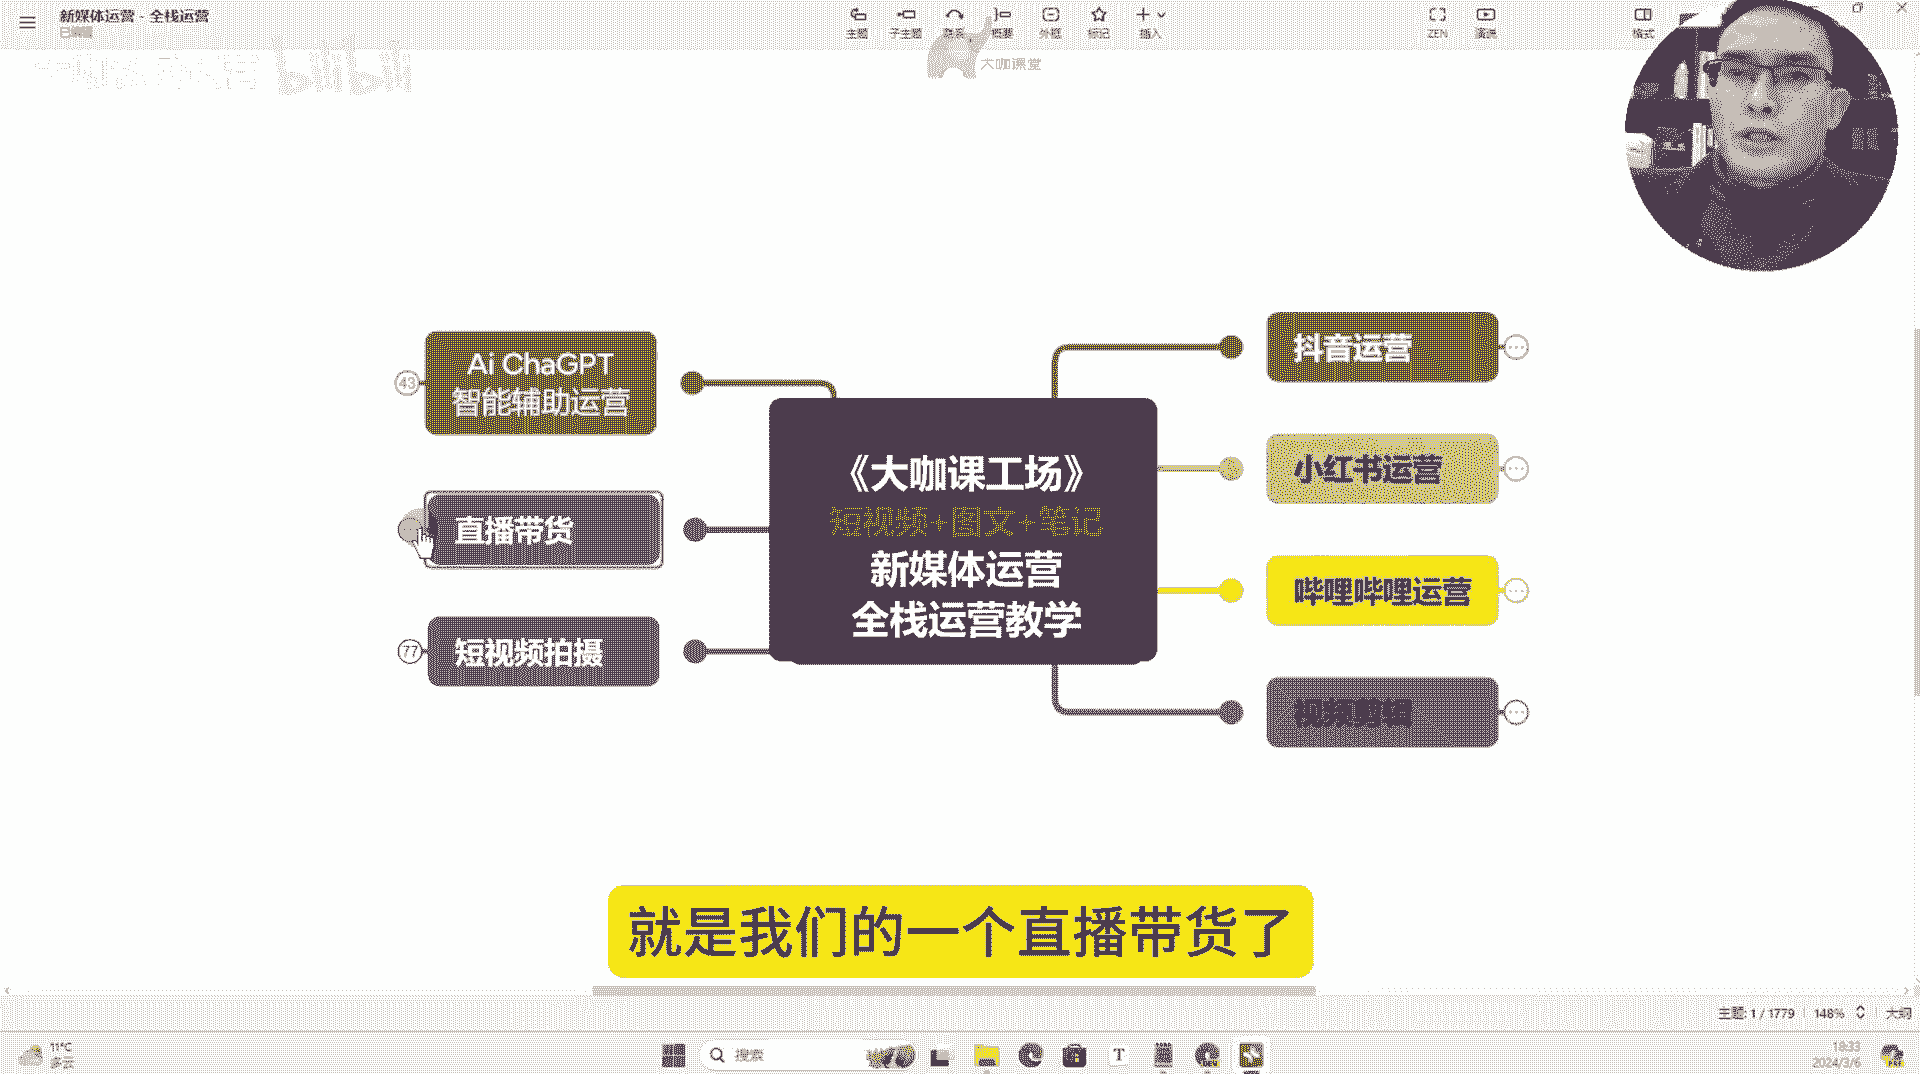 新媒体运营 - 全栈运营
已编辑
主题
子主题
联系
概要
外框
标记
插入
ZEN
演说
格式
bilibili
大咖课堂
Ai ChaGPT
智能辅助运营
43
直播带货
短视频拍摄
77
《大咖课工场》
短视频+图文+笔记
新媒体运营
全栈运营教学
抖音运营
小红书运营
哔哩哔哩运营
视频剪辑
就是我们的一个直播带货了
主题: 1 / 1779
148%
大纲
11°C
多云
搜索
T
DEV
18:33
2024/3/6